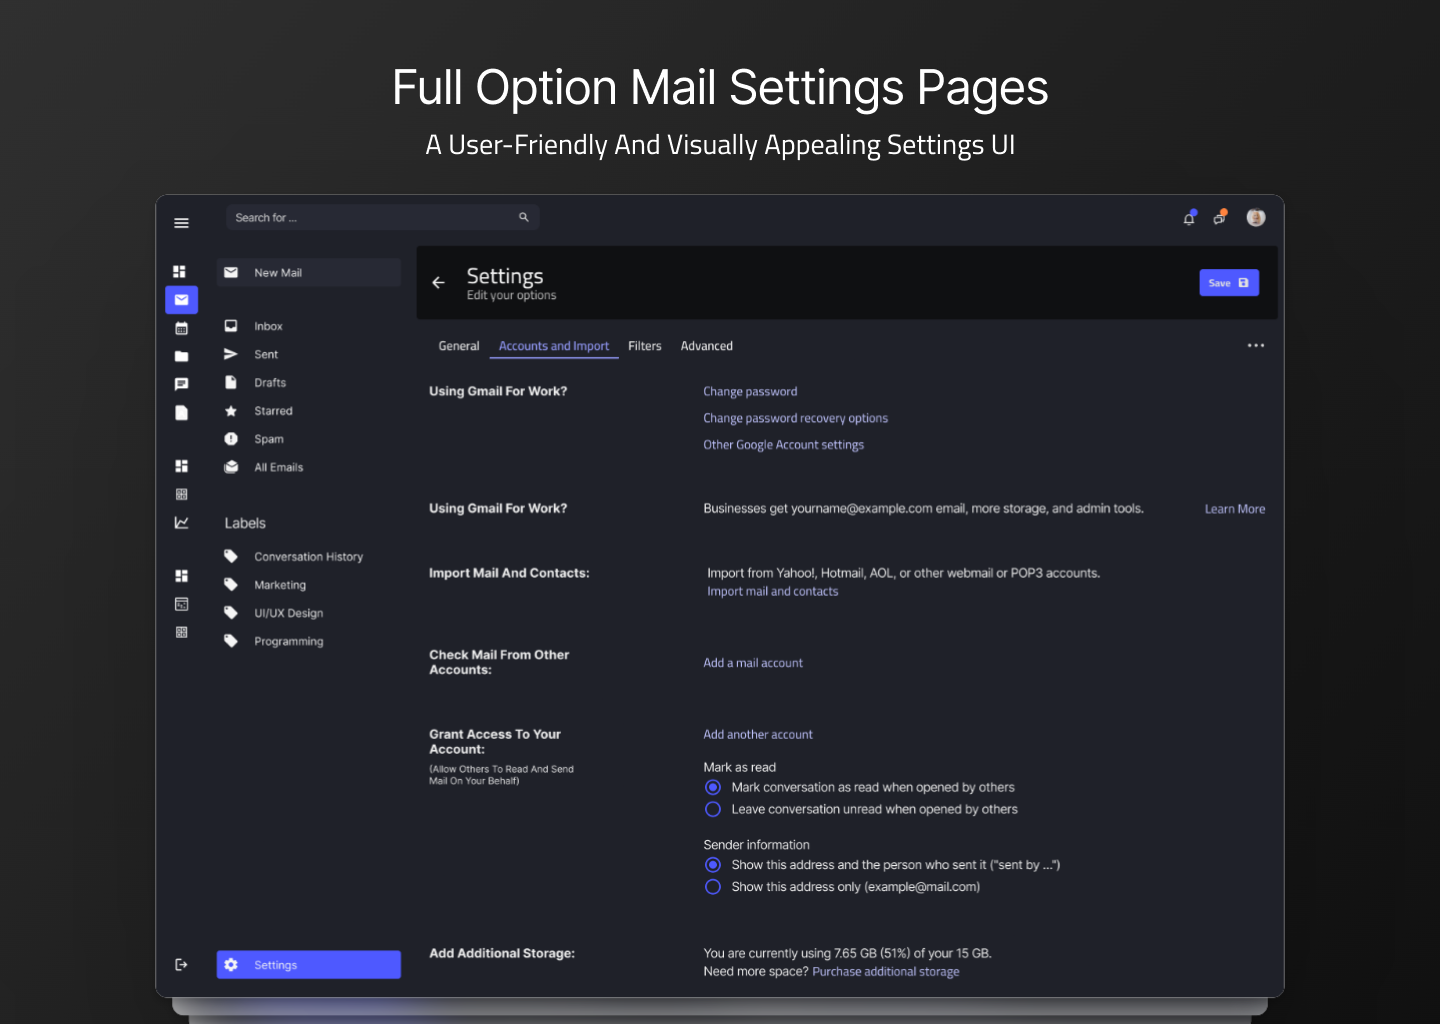 Full Option Mail Settings Pages
A User-Friendly And Visually Appealing Settings UI
Search for ...
New Mail
Inbox
Sent
Drafts
Starred
Spam
All Emails
Labels
Conversation History
Marketing
UI/UX Design
Programming
Settings
Settings
Edit your options
Save
General
Accounts and Import
Filters
Advanced
Using Gmail For Work?
Change password
Change password recovery options
Other Google Account settings
Using Gmail For Work?
Businesses get yourname@example.com email, more storage, and admin tools.
Learn More
Import Mail And Contacts:
Import from Yahoo!, Hotmail, AOL, or other webmail or POP3 accounts.
Import mail and contacts
Check Mail From Other
Accounts:
Add a mail account
Grant Access To Your
Account:
(Allow Others To Read And Send
Mail On Your Behalf)
Add another account
Mark as read
Mark conversation as read when opened by others
Leave conversation unread when opened by others
Sender information
Show this address and the person who sent it ("sent by ...")
Show this address only (example@mail.com)
Add Additional Storage:
You are currently using 7.65 GB (51%) of your 15 GB.
Need more space? Purchase additional storage